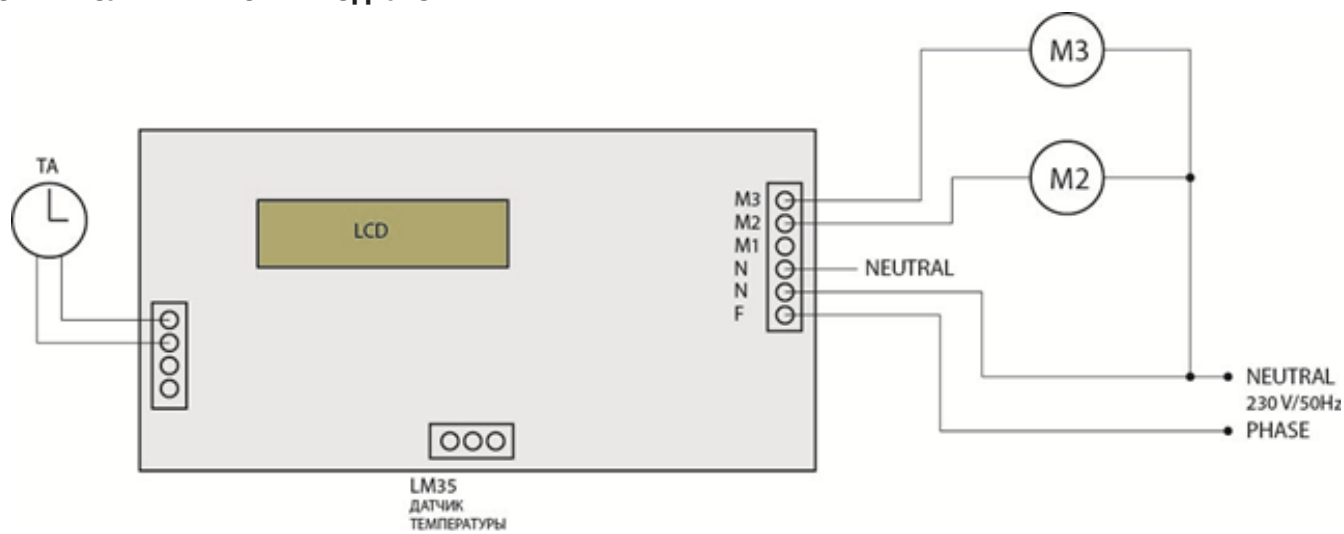 TA
LCD
M3
M2
M1
N
N
F
NEUTRAL
M3
M2
NEUTRAL
230 V/50Hz
PHASE
LM35
ДАТЧИК
ТЕМПЕРАТУРЫ